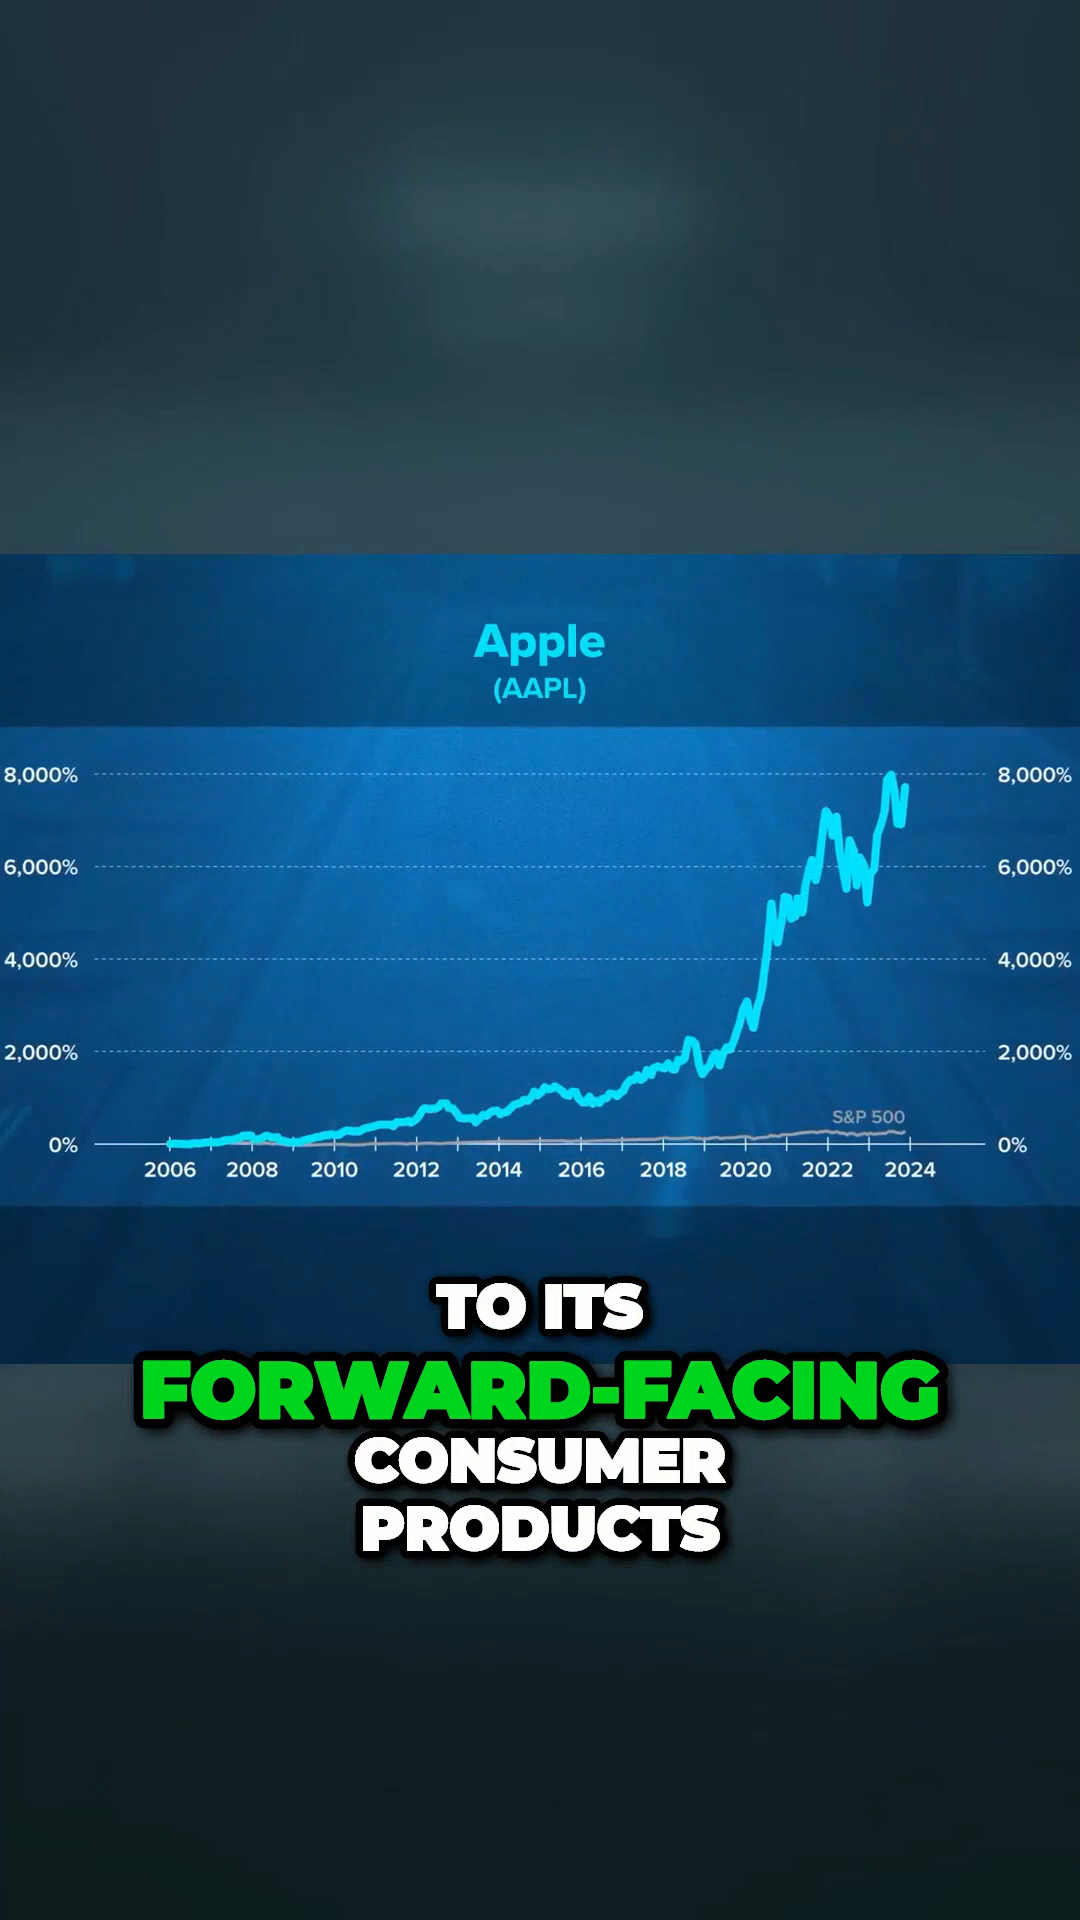 Apple
(AAPL)
8,000% 8,000%
6,000% 6,000%
4,000% 4,000%
2,000% 2,000%
S&P 500
0% 0%
2006 2008 2010 2012 2014 2016 2018 2020 2022 2024
TO ITS
FORWARD-FACING
CONSUMER
PRODUCTS